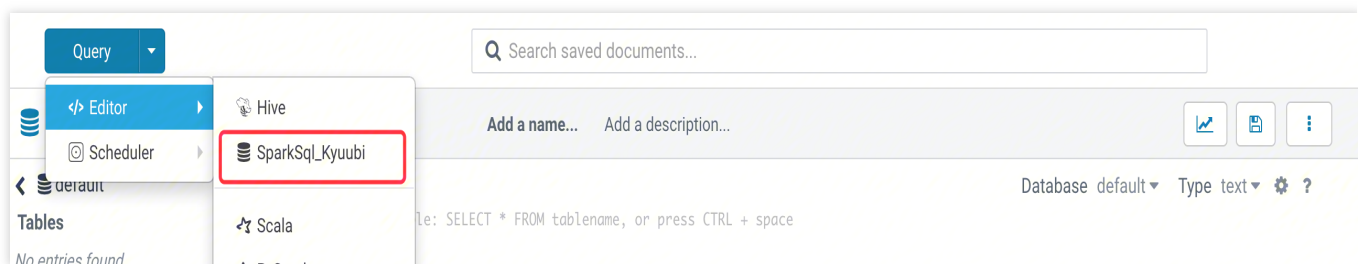 Query
Search saved documents...
</> Editor
Hive
Add a name...
Add a description...
Scheduler
SparkSql_Kyuubi
default
Database default
Type text
?
Tables
Scala
le: SELECT * FROM tablename, or press CTRL + space
No entries found